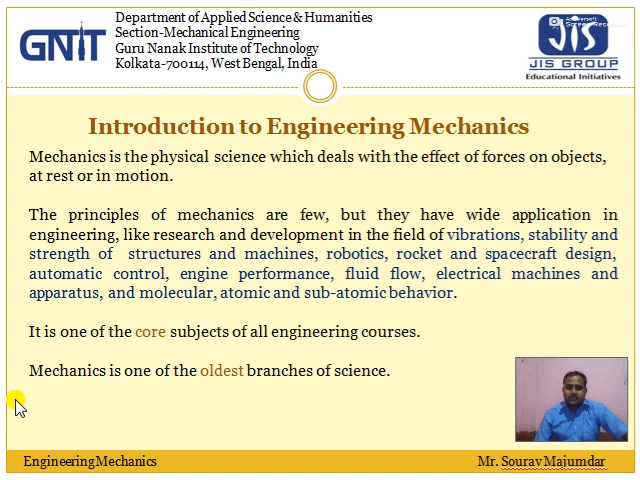 GNIT
Department of Applied Science & Humanities
Section-Mechanical Engineering
Guru Nanak Institute of Technology
Kolkata-700114, West Bengal, India
JIS
JIS GROUP
Educational Initiatives
Introduction to Engineering Mechanics
Mechanics is the physical science which deals with the effect of forces on objects,
at rest or in motion.
The principles of mechanics are few, but they have wide application in
engineering, like research and development in the field of vibrations, stability and
strength of structures and machines, robotics, rocket and spacecraft design,
automatic control, engine performance, fluid flow, electrical machines and
apparatus, and molecular, atomic and sub-atomic behavior.
It is one of the core subjects of all engineering courses.
Mechanics is one of the oldest branches of science.
Engineering Mechanics
Mr. Sourav Majumdar